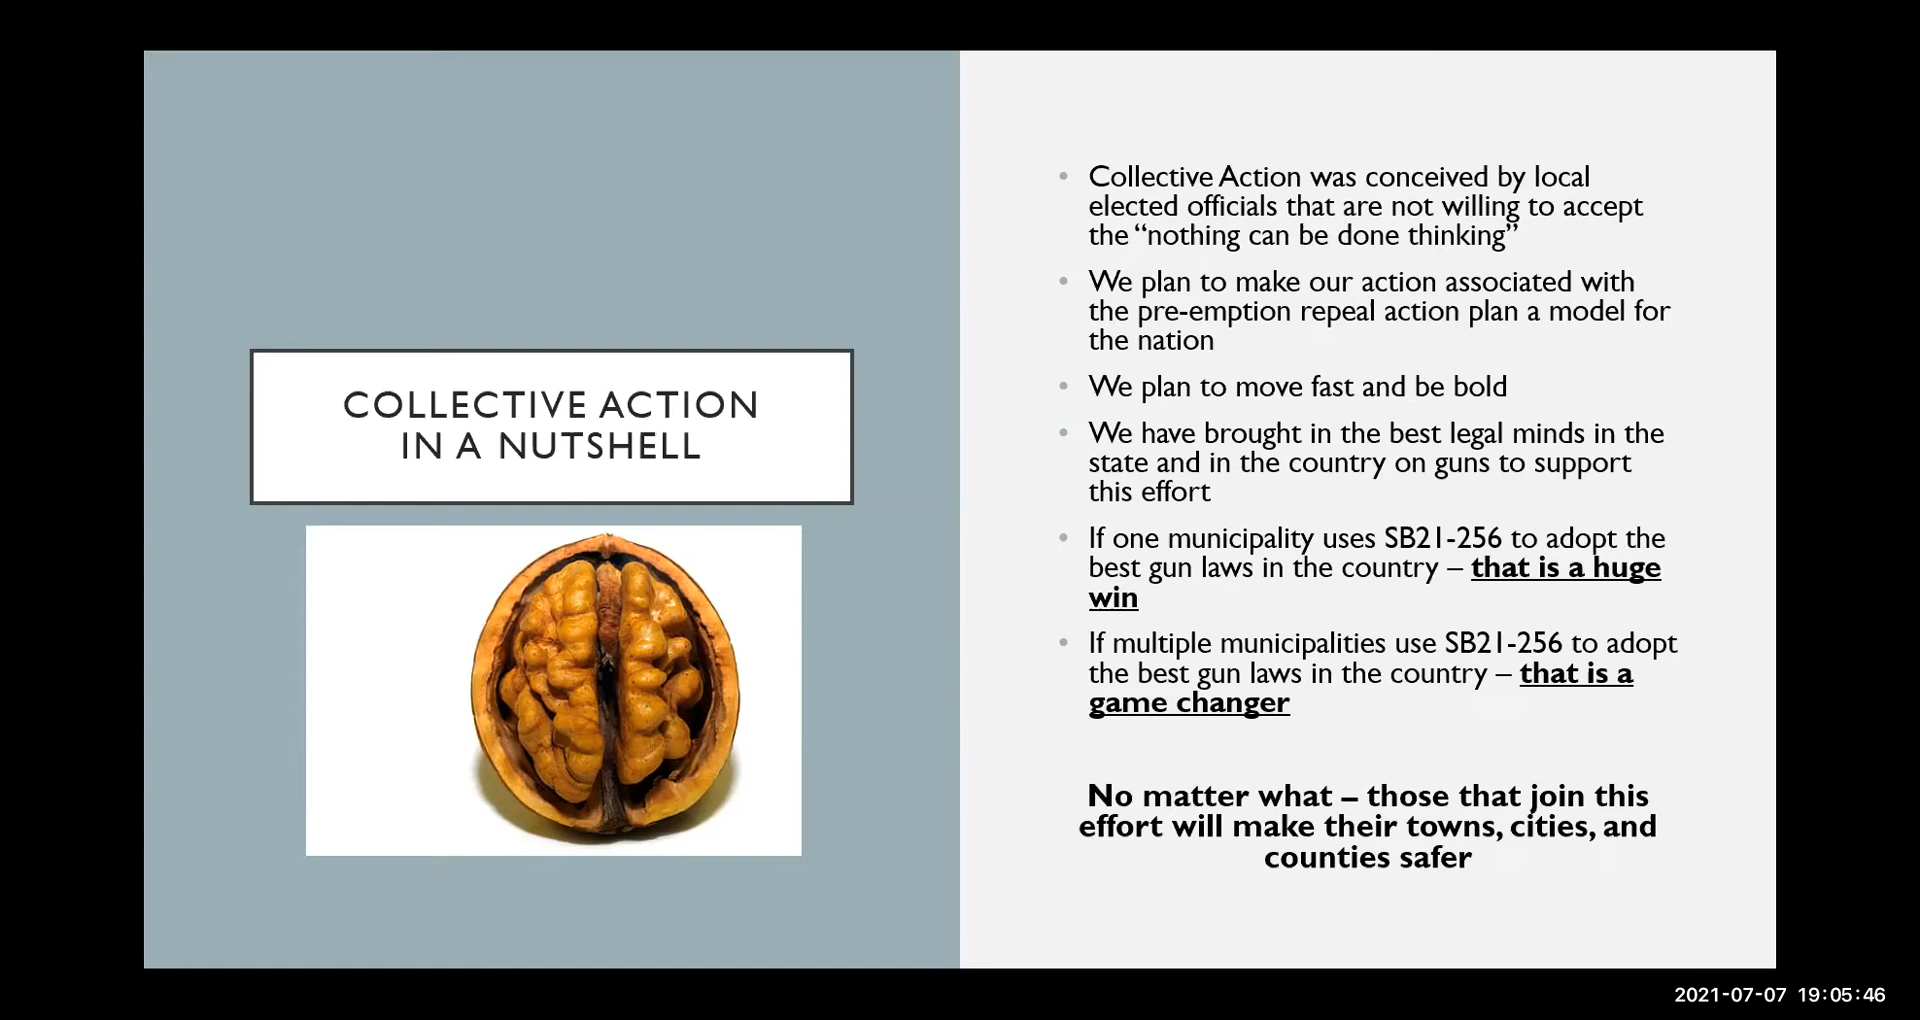 COLLECTIVE ACTION
IN A NUTSHELL
• Collective Action was conceived by local
elected officials that are not willing to accept
the “nothing can be done thinking”
• We plan to make our action associated with
the pre-emption repeal action plan a model for
the nation
• We plan to move fast and be bold
• We have brought in the best legal minds in the
state and in the country on guns to support
this effort
• If one municipality uses SB21-256 to adopt the
best gun laws in the country – that is a huge
win
• If multiple municipalities use SB21-256 to adopt
the best gun laws in the country – that is a
game changer
No matter what – those that join this
effort will make their towns, cities, and
counties safer
2021-07-07 19:05:46